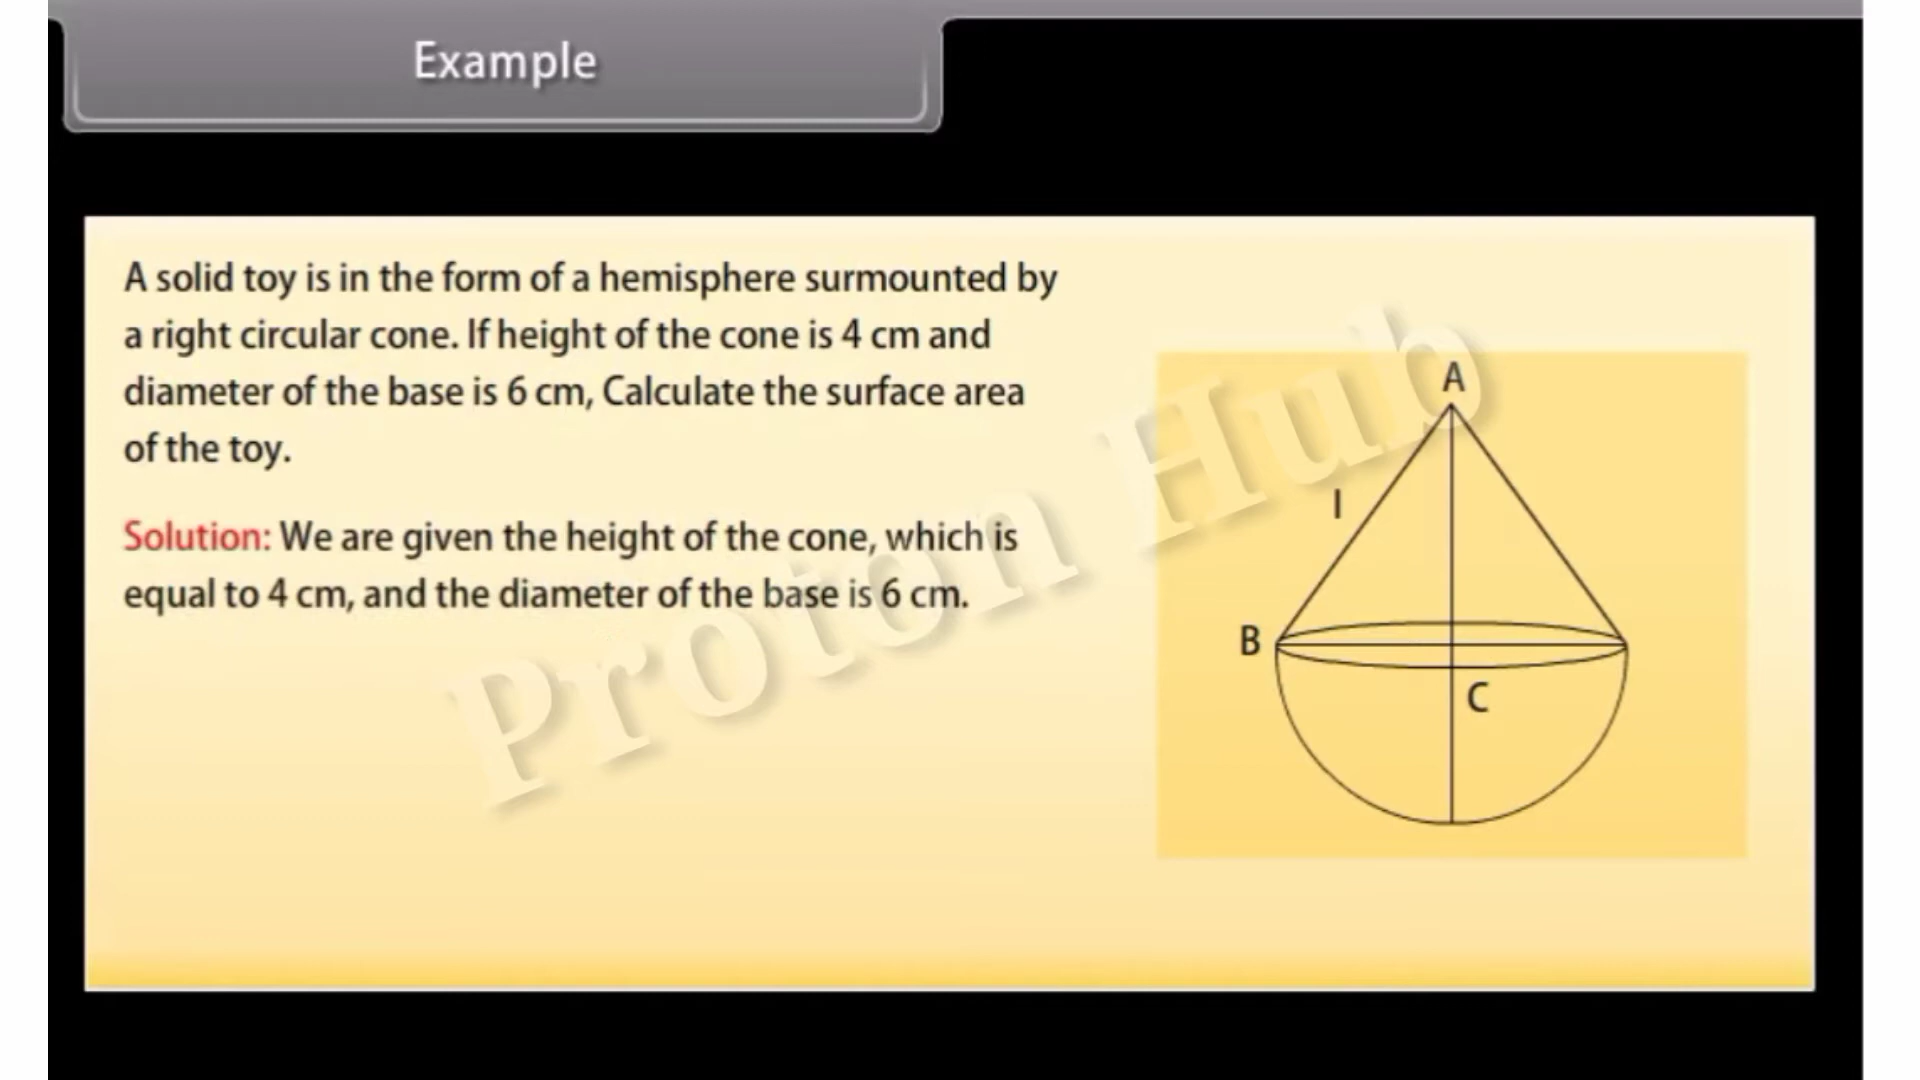 Example
A solid toy is in the form of a hemisphere surmounted by
a right circular cone. If height of the cone is 4 cm and
diameter of the base is 6 cm, Calculate the surface area
of the toy.
Solution: We are given the height of the cone, which is
equal to 4 cm, and the diameter of the base is 6 cm.
A
l
B
C
Proton Hub